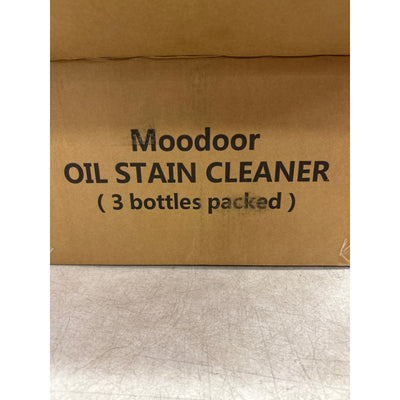 Moodoor
OIL STAIN CLEANER
( 3 bottles packed )